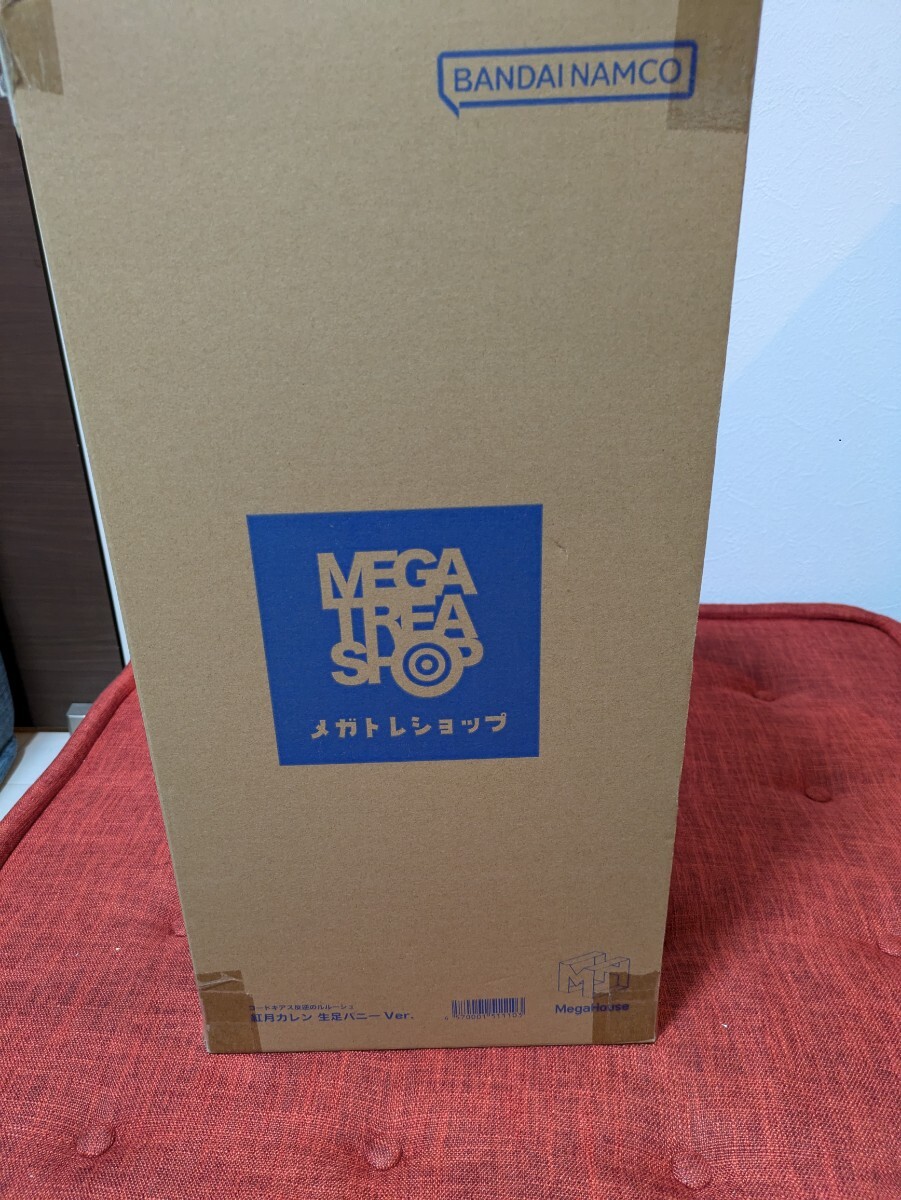 BANDAI NAMCO
MEGA
TREA
SHOP
メガトレショップ
コードギアス反逆のルルーシュ
紅月カレン 生足バニー Ver.
MegaHouse